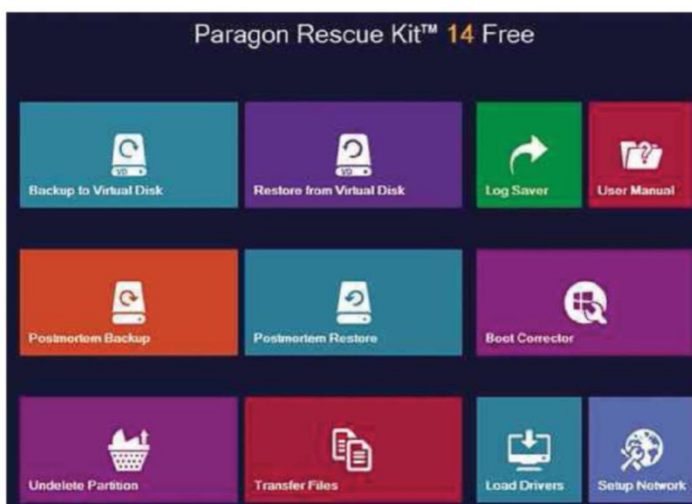 Paragon Rescue Kit™ 14 Free
Backup to Virtual Disk
Restore from Virtual Disk
Log Saver
User Manual
Postmortem Backup
Postmortem Restore
Boot Corrector
Undelete Partition
Transfer Files
Load Drivers
Setup Network